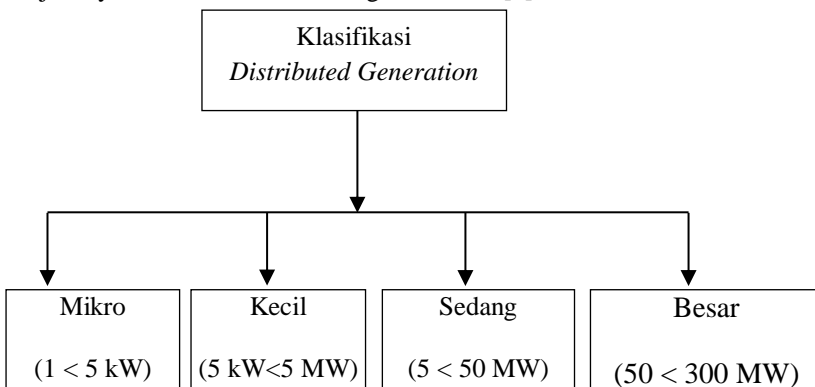 Klasifikasi
Distributed Generation
Mikro
(1 < 5 kW)
Kecil
(5 kW<5 MW)
Sedang
(5 < 50 MW)
Besar
(50 < 300 MW)